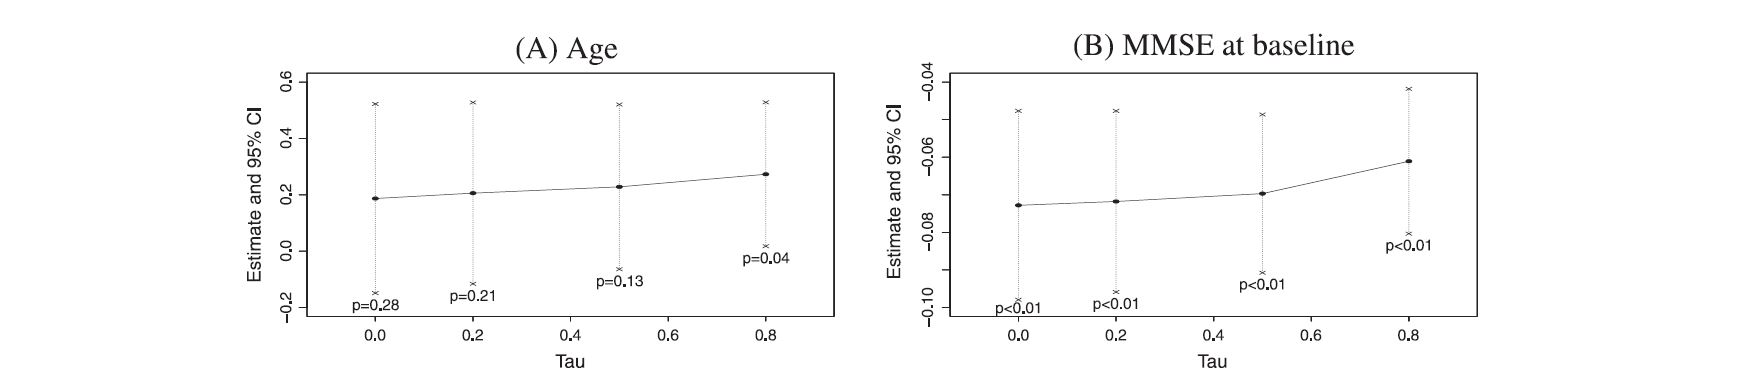 (A) Age
Estimate and 95% CI
0.6
0.4
0.2
0.0
−0.2
p=0.28
p=0.21
p=0.13
p=0.04
0.0 0.2 0.4 0.6 0.8
Tau
(B) MMSE at baseline
Estimate and 95% CI
−0.04
−0.06
−0.08
−0.10
p<0.01
p<0.01
p<0.01
p<0.01
0.0 0.2 0.4 0.6 0.8
Tau